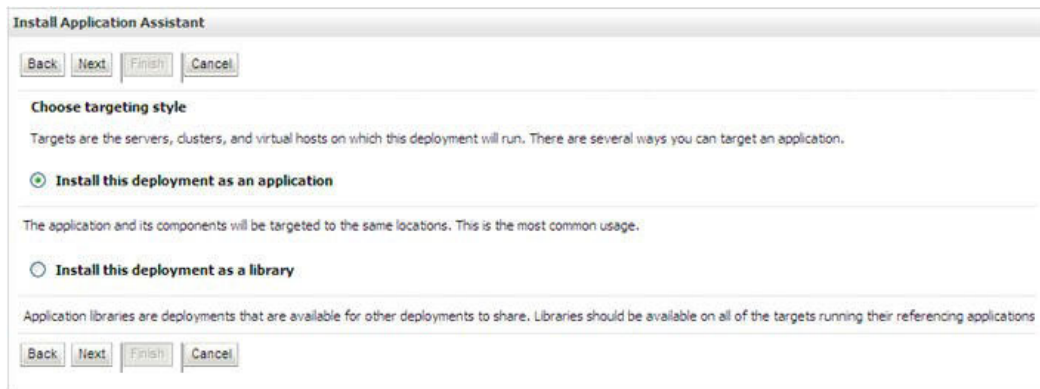 Install Application Assistant
Back Next Finish Cancel
Choose targeting style
Targets are the servers, clusters, and virtual hosts on which this deployment will run. There are several ways you can target an application.
Install this deployment as an application
The application and its components will be targeted to the same locations. This is the most common usage.
Install this deployment as a library
Application libraries are deployments that are available for other deployments to share. Libraries should be available on all of the targets running their referencing applications
Back Next Finish Cancel